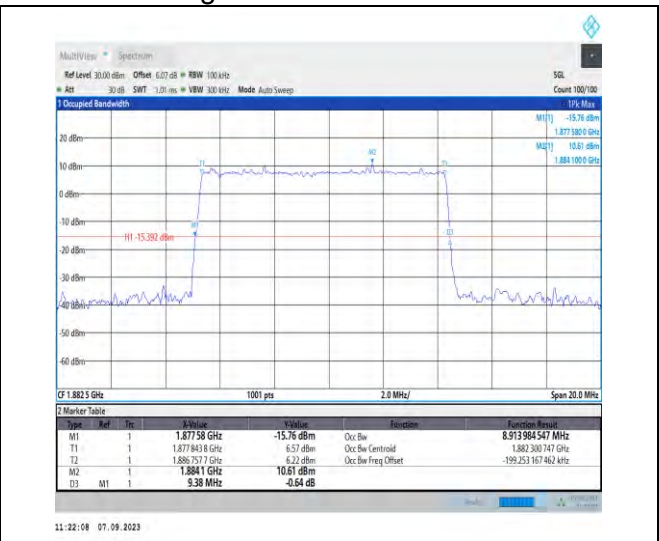 MultiView Spectrum
Ref Level 30.00 dBm Offset 6.07 dB RBW 100 kHz SGL
Att 30 dB SWT 1.01 ms VBW 300 kHz Mode Auto Sweep Count 100/100
1 Occupied Bandwidth 1Pk Max
M1[1] -15.76 dBm
1.877 580 0 GHz
M2[1] 10.61 dBm
1.884 100 0 GHz
20 dBm
M2
10 dBm
T1
0 dBm
-10 dBm
M1
H1 -15.392 dBm
D3
-20 dBm
-30 dBm
-40 dBm
-50 dBm
-60 dBm
CF 1.882 5 GHz 1001 pts 2.0 MHz/ Span 20.0 MHz
2 Marker Table
Type Ref Trc X-Value Y-Value Function Function Result
M1 1 1.877 58 GHz -15.76 dBm Occ Bw 8.913 984 547 MHz
T1 1 1.877 843 8 GHz 6.57 dBm Occ Bw Centroid 1.882 300 747 GHz
T2 1 1.886 757 7 GHz 6.22 dBm Occ Bw Freq Offset -199.253 167 462 kHz
M2 1 1.884 1 GHz 10.61 dBm
D3 M1 1 9.38 MHz -0.64 dB
11:22:08 07.09.2023